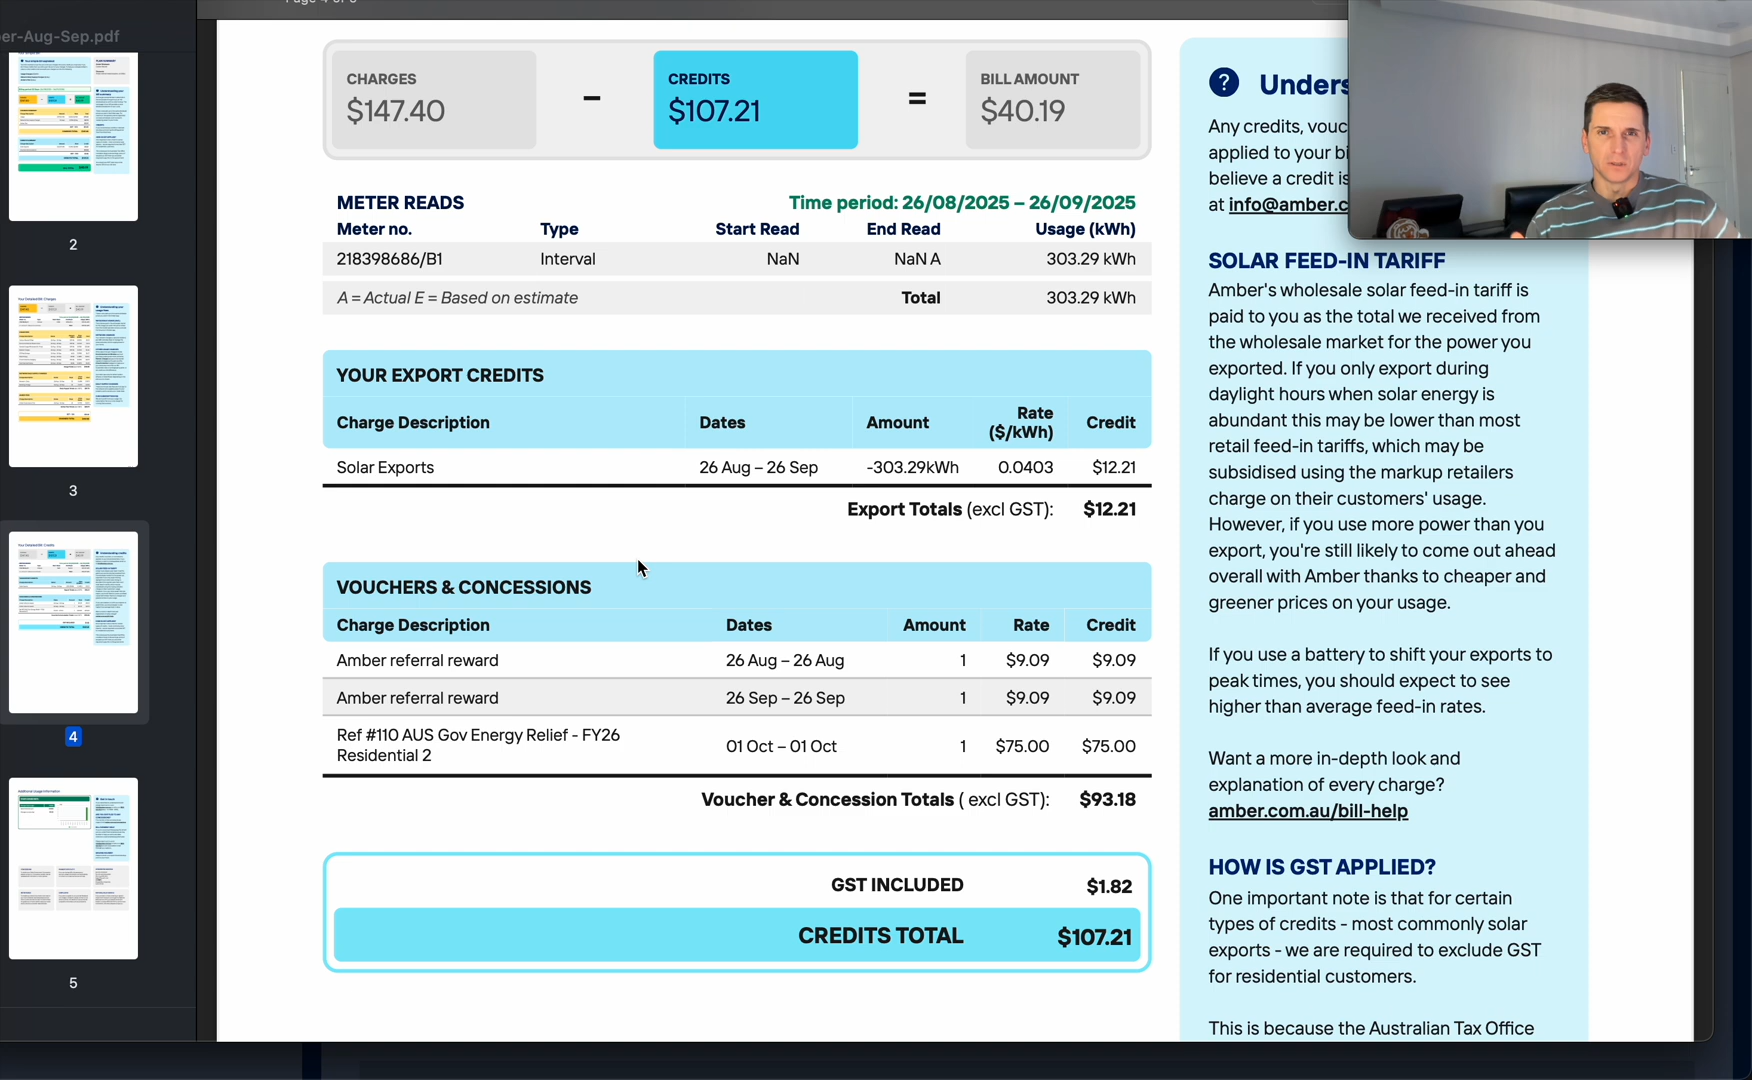 er-Aug-Sep.pdf
2
3
4
5
CHARGES
$147.40
–
CREDITS
$107.21
=
BILL AMOUNT
$40.19
METER READS
Time period: 26/08/2025 – 26/09/2025
Meter no. Type Start Read End Read Usage (kWh)
218398686/B1 Interval NaN NaN A 303.29 kWh
A = Actual E = Based on estimate Total 303.29 kWh
YOUR EXPORT CREDITS
Charge Description Dates Amount Rate ($/kWh) Credit
Solar Exports 26 Aug – 26 Sep -303.29kWh 0.0403 $12.21
Export Totals (excl GST): $12.21
VOUCHERS & CONCESSIONS
Charge Description Dates Amount Rate Credit
Amber referral reward 26 Aug – 26 Aug 1 $9.09 $9.09
Amber referral reward 26 Sep – 26 Sep 1 $9.09 $9.09
Ref #110 AUS Gov Energy Relief - FY26
Residential 2 01 Oct – 01 Oct 1 $75.00 $75.00
Voucher & Concession Totals ( excl GST): $93.18
GST INCLUDED $1.82
CREDITS TOTAL $107.21
? Unders
Any credits, vouc
applied to your bi
believe a credit is
at info@amber.c
SOLAR FEED-IN TARIFF
Amber's wholesale solar feed-in tariff is
paid to you as the total we received from
the wholesale market for the power you
exported. If you only export during
daylight hours when solar energy is
abundant this may be lower than most
retail feed-in tariffs, which may be
subsidised using the markup retailers
charge on their customers' usage.
However, if you use more power than you
export, you're still likely to come out ahead
overall with Amber thanks to cheaper and
greener prices on your usage.
If you use a battery to shift your exports to
peak times, you should expect to see
higher than average feed-in rates.
Want a more in-depth look and
explanation of every charge?
amber.com.au/bill-help
HOW IS GST APPLIED?
One important note is that for certain
types of credits - most commonly solar
exports - we are required to exclude GST
for residential customers.
This is because the Australian Tax Office